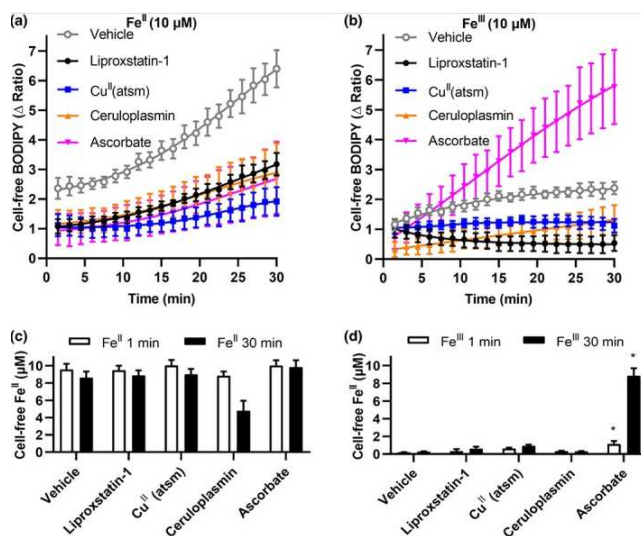 (a)
Fe^II (10 µM)
Vehicle
Liproxstatin-1
Cu^II(atsm)
Ceruloplasmin
Ascorbate
Cell-free BODIPY (Δ Ratio)
7
6
5
4
3
2
1
0
0 5 10 15 20 25 30
Time (min)
(b)
Fe^III (10 µM)
Vehicle
Liproxstatin-1
Cu^II(atsm)
Ceruloplasmin
Ascorbate
Cell-free BODIPY (Δ Ratio)
7
6
5
4
3
2
1
0
0 5 10 15 20 25 30
Time (min)
(c)
Fe^II 1 min Fe^II 30 min
Cell-free Fe^II (µM)
10
8
6
4
2
0
Vehicle
Liproxstatin-1
Cu^II (atsm)
Ceruloplasmin
Ascorbate
(d)
Fe^III 1 min Fe^III 30 min
Cell-free Fe^II (µM)
10
8
6
4
2
0
* *
Vehicle
Liproxstatin-1
Cu^II (atsm)
Ceruloplasmin
Ascorbate